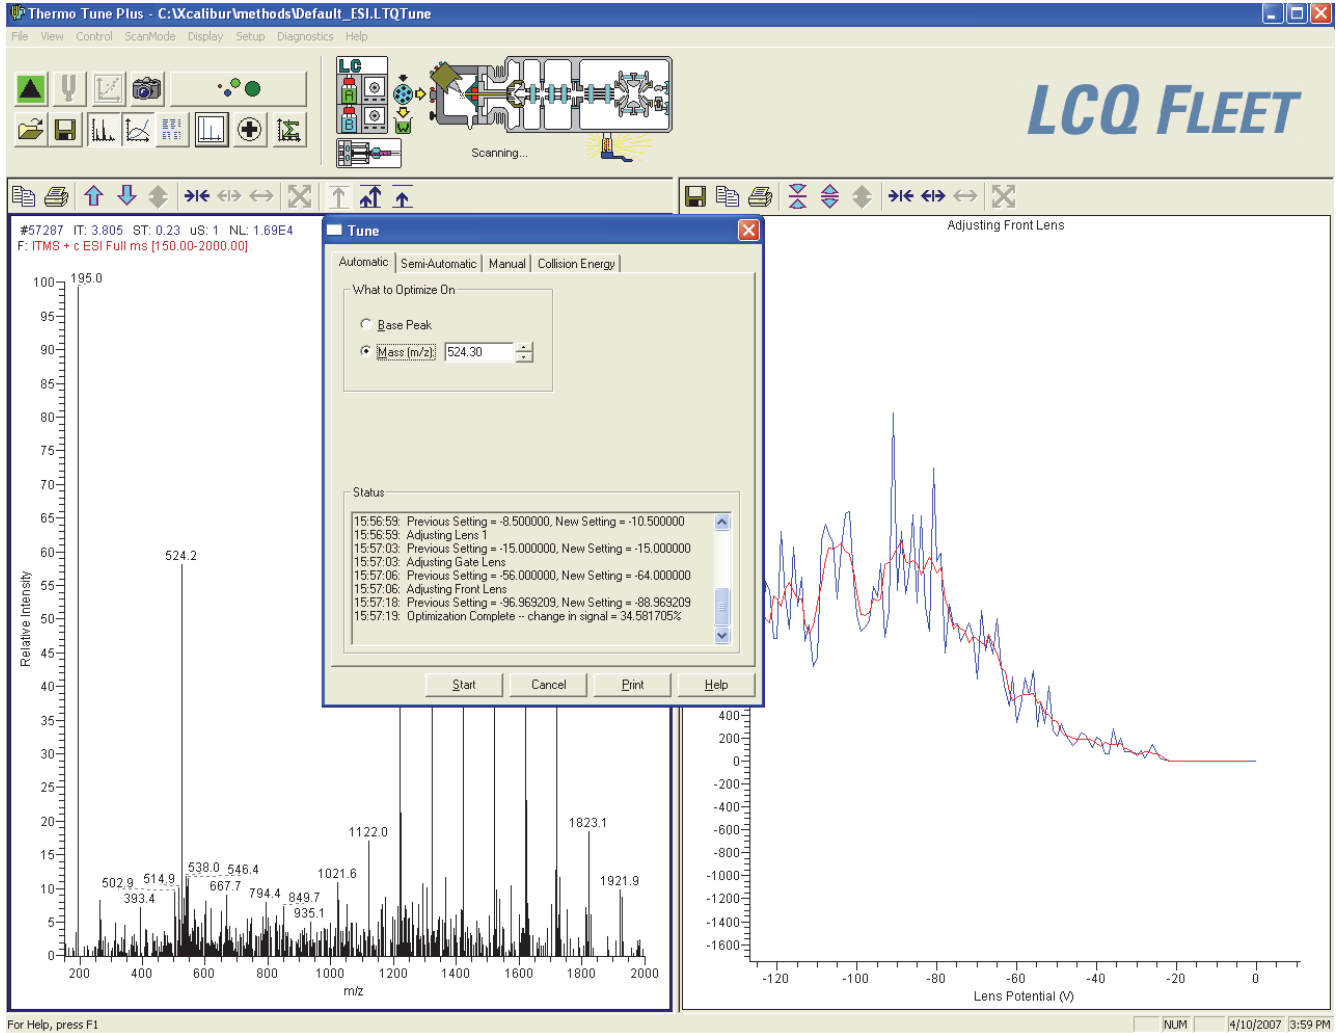 Thermo Tune Plus - C:\Xcalibur\methods\Default_ESI.LTQTune
File View Control ScanMode Display Setup Diagnostics Help
LC
A
B
W
Scanning...
LCQ FLEET
#57287 IT: 3.805 ST: 0.23 uS: 1 NL: 1.69E4
F: ITMS + c ESI Full ms [150.00-2000.00]
100
95
90
85
80
75
70
65
60
55
50
45
40
35
30
25
20
15
10
5
0
Relative Intensity
195.0
524.2
502.9
514.9
538.0
546.4
393.4
667.7
794.4
849.7
935.1
1021.6
1122.0
1823.1
1921.9
200 400 600 800 1000 1200 1400 1600 1800 2000
m/z
Tune
Automatic Semi-Automatic Manual Collision Energy
What to Optimize On
Base Peak
Mass (m/z): 524.30
Status
15:56:59: Previous Setting = -8.500000, New Setting = -10.500000
15:56:59: Adjusting Lens 1
15:57:03: Previous Setting = -15.000000, New Setting = -15.000000
15:57:03: Adjusting Gate Lens
15:57:06: Previous Setting = -56.000000, New Setting = -64.000000
15:57:06: Adjusting Front Lens
15:57:18: Previous Setting = -96.969209, New Setting = -88.969209
15:57:19: Optimization Complete -- change in signal = 34.581705%
Start Cancel Print Help
Adjusting Front Lens
400
200
0
-200
-400
-600
-800
-1000
-1200
-1400
-1600
-120 -100 -80 -60 -40 -20 0
Lens Potential (V)
For Help, press F1
NUM 4/10/2007 3:59 PM